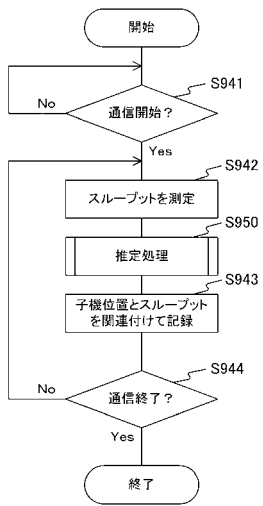 開始
S941
通信開始？
No
Yes
S942
スループットを測定
S950
推定処理
S943
子機位置とスループット
を関連付けて記録
S944
通信終了？
No
Yes
終了